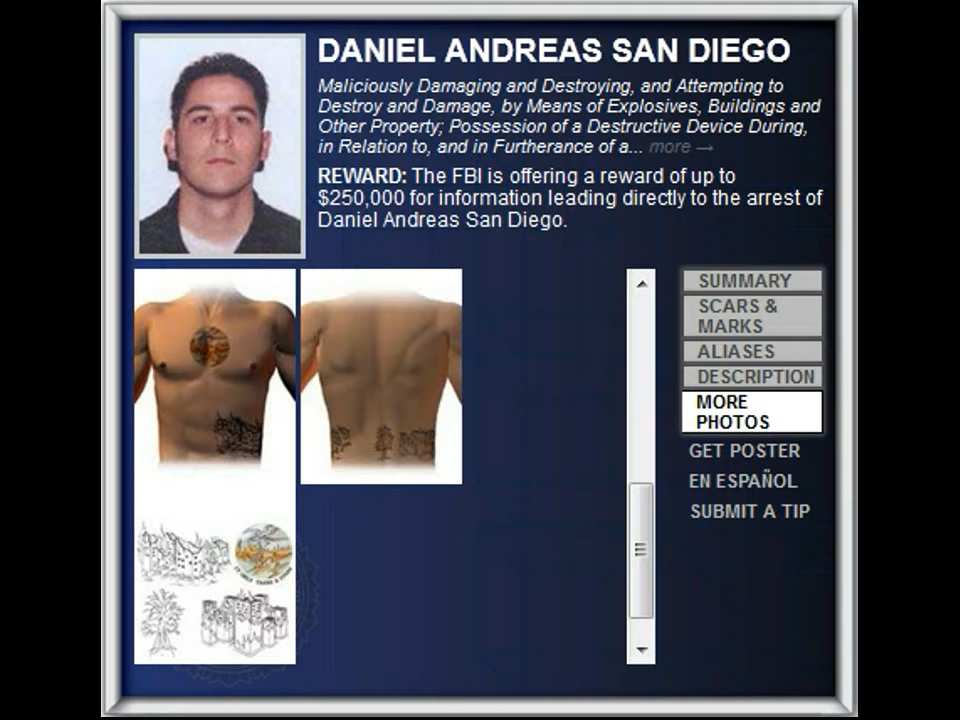 DANIEL ANDREAS SAN DIEGO
Maliciously Damaging and Destroying, and Attempting to
Destroy and Damage, by Means of Explosives, Buildings and
Other Property; Possession of a Destructive Device During,
in Relation to, and in Furtherance of a... more →
REWARD: The FBI is offering a reward of up to
$250,000 for information leading directly to the arrest of
Daniel Andreas San Diego.
SUMMARY
SCARS &
MARKS
ALIASES
DESCRIPTION
MORE
PHOTOS
GET POSTER
EN ESPAÑOL
SUBMIT A TIP